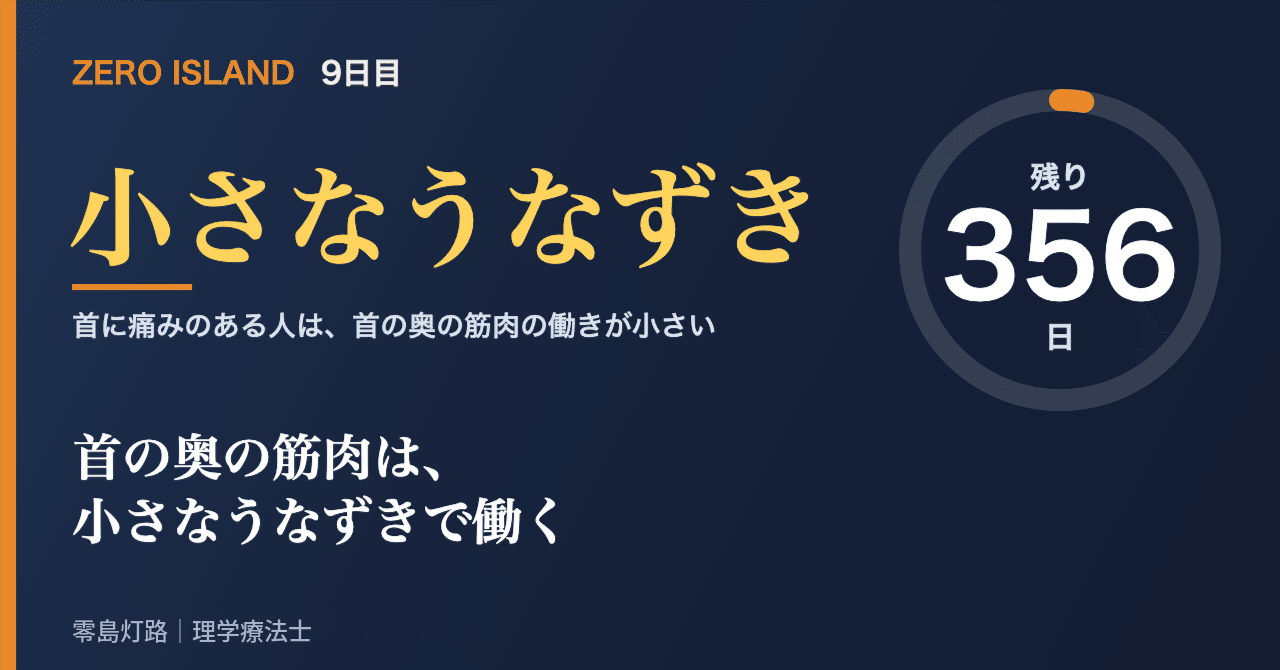 ZERO ISLAND 9日目
小さなうなずき
首に痛みのある人は、首の奥の筋肉の働きが小さい
残り
356
日
首の奥の筋肉は、
小さなうなずきで働く
零島灯路｜理学療法士